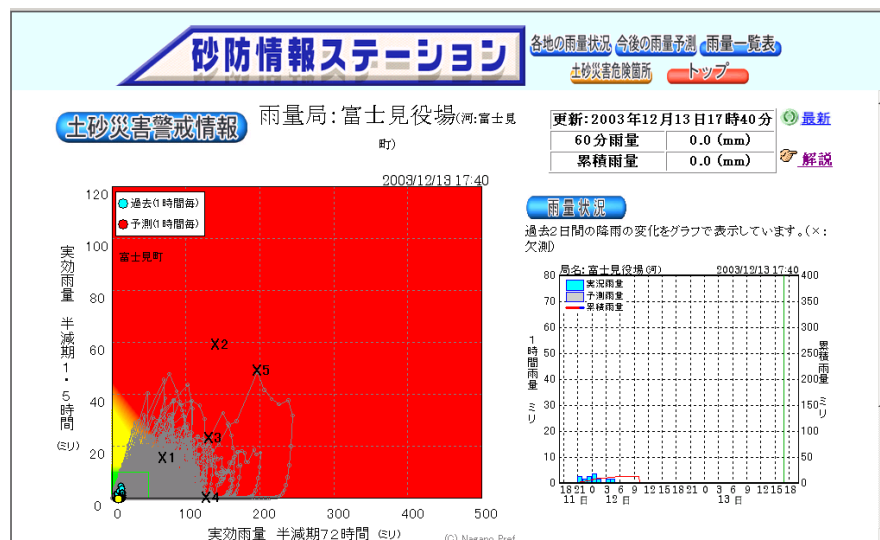 砂防情報ステーション
各地の雨量状況 今後の雨量予測 雨量一覧表
土砂災害危険箇所 トップ
土砂災害警戒情報
雨量局:富士見役場(河:富士見
町)
更新:2003年12月13日17時40分
60分雨量 0.0 (mm)
累積雨量 0.0 (mm)
最新
解説
2003/12/13 17:40
過去(1時間毎)
予測(1時間毎)
富士見町
実効雨量 半減期1・5時間 (ミリ)
120
100
80
60
40
20
0
X2
X5
X3
X1
X4
0 100 200 300 400 500
実効雨量 半減期72時間 (ミリ)
(C) Nagano Pref
雨量状況
過去2日間の降雨の変化をグラフで表示しています。(×:
欠測)
局名:富士見役場(河) 2003/12/13 17:40
実況雨量
予測雨量
累積雨量
1時間雨量 ミリ
80
70
60
50
40
30
20
10
0
400
350
300
250
200
150
100
50
0
累積雨量 ミリ
18 21 0 3 6 9 12 15 18 21 0 3 6 9 12 15 18
11日 12日 13日